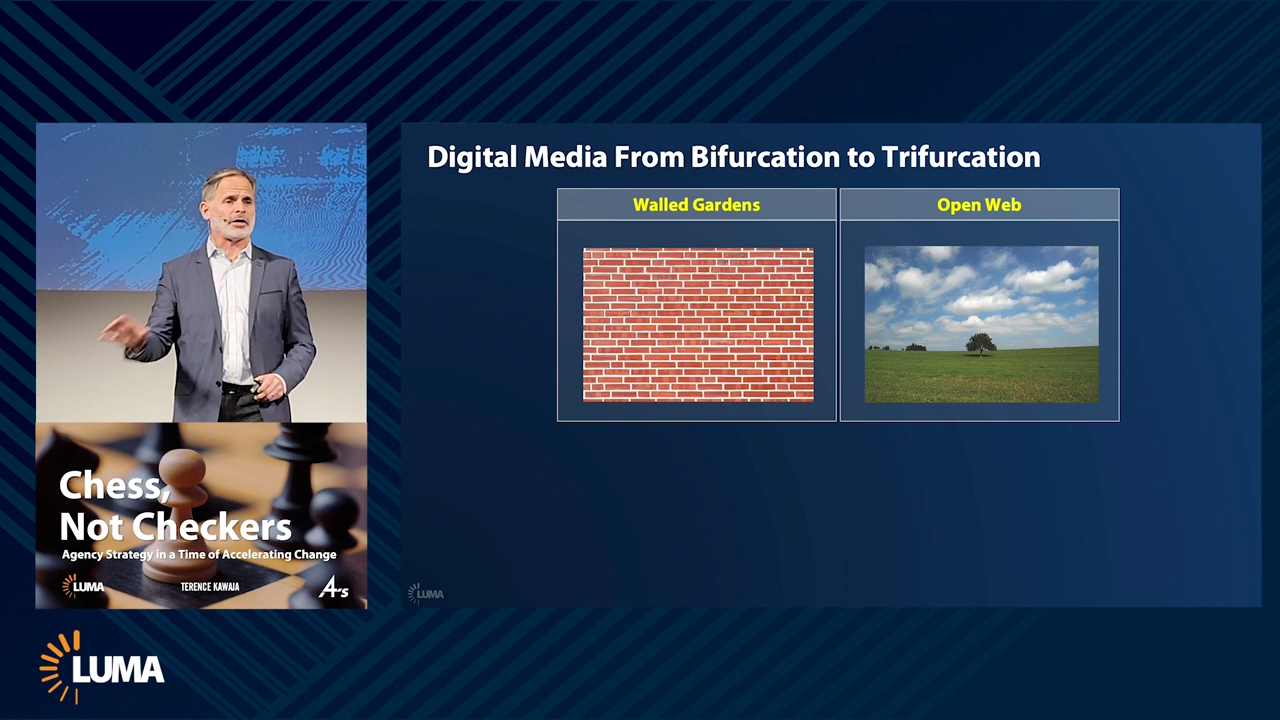 Digital Media From Bifurcation to Trifurcation
Walled Gardens
Open Web
Chess,
Not Checkers
Agency Strategy in a Time of Accelerating Change
LUMA
TERENCE KAWAJA
4A's
LUMA
LUMA